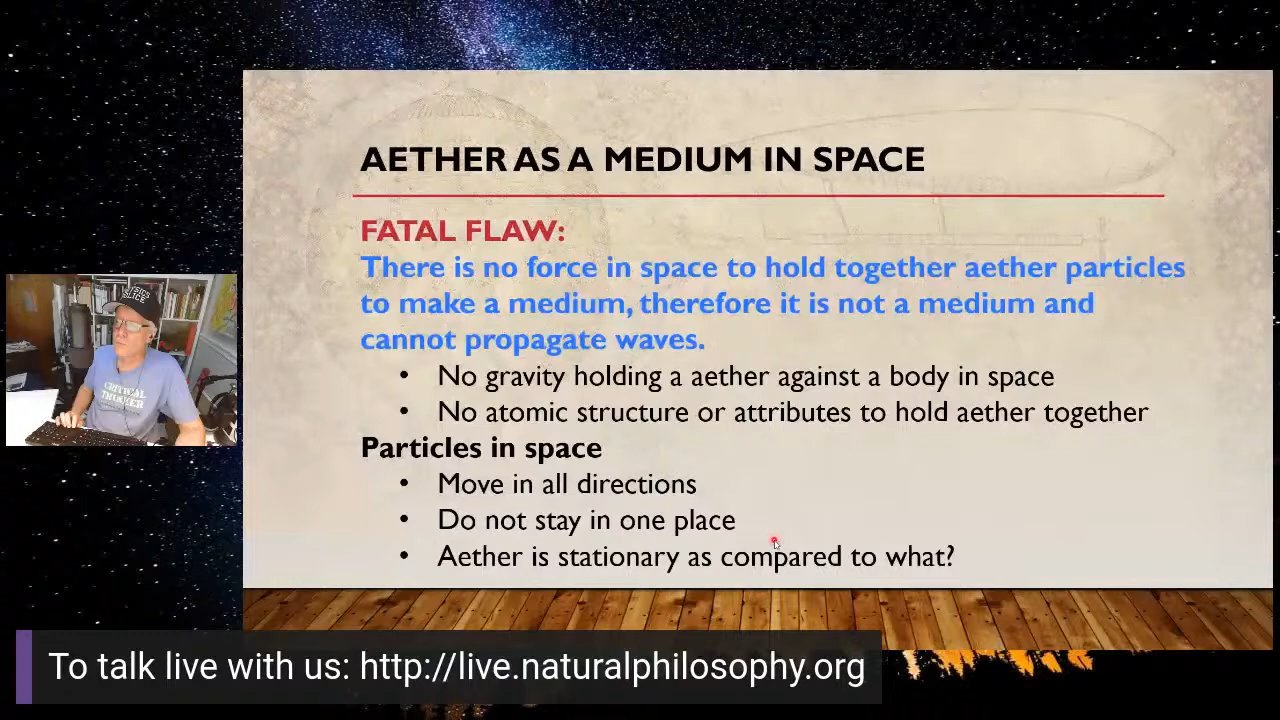 AETHER AS A MEDIUM IN SPACE
FATAL FLAW:
There is no force in space to hold together aether particles
to make a medium, therefore it is not a medium and
cannot propagate waves.
• No gravity holding a aether against a body in space
• No atomic structure or attributes to hold aether together
Particles in space
• Move in all directions
• Do not stay in one place
• Aether is stationary as compared to what?
CRITICAL
THINKER
To talk live with us: http://live.naturalphilosophy.org